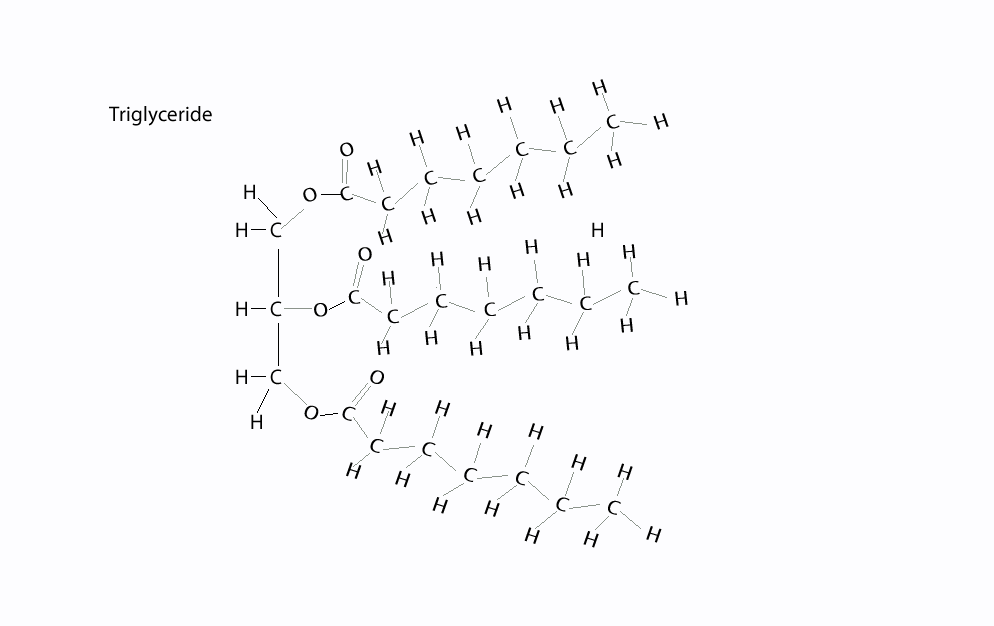 Triglyceride
H
H H
H H H
O H C H
H C C
O C C H H
H O C C H H
C H H
H C H H
O H H
H H H H
H C C
H C O C C C H
C C H
H H H H
H H
H C O
H H
H O C H H
C C H H
H H C C H
H H C C
H H H